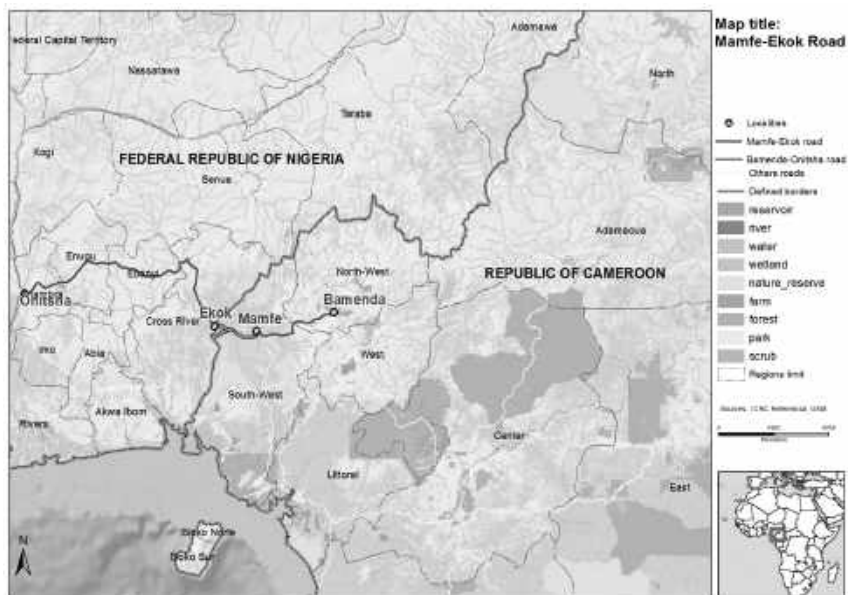 Map title:
Mamfe-Ekok Road
Localities
Mamfe-Ekok road
Bamende-Onitsha road
Others roads
Defined borders
reservoir
river
water
wetland
nature_reserve
farm
forest
park
scrub
Regions limit
Federal Capital Territory
Nassarawa
Adamawa
North
Taraba
Kogi
FEDERAL REPUBLIC OF NIGERIA
Benue
Adamaoua
Enugu
Ebonyi
North-West
REPUBLIC OF CAMEROON
Onitsha
Bamenda
Ekok
Mamfe
Cross River
Imo
Abia
West
South-West
Rivers
Akwa Ibom
Center
Littoral
East
Bioko Norte
Bioko Sur
N